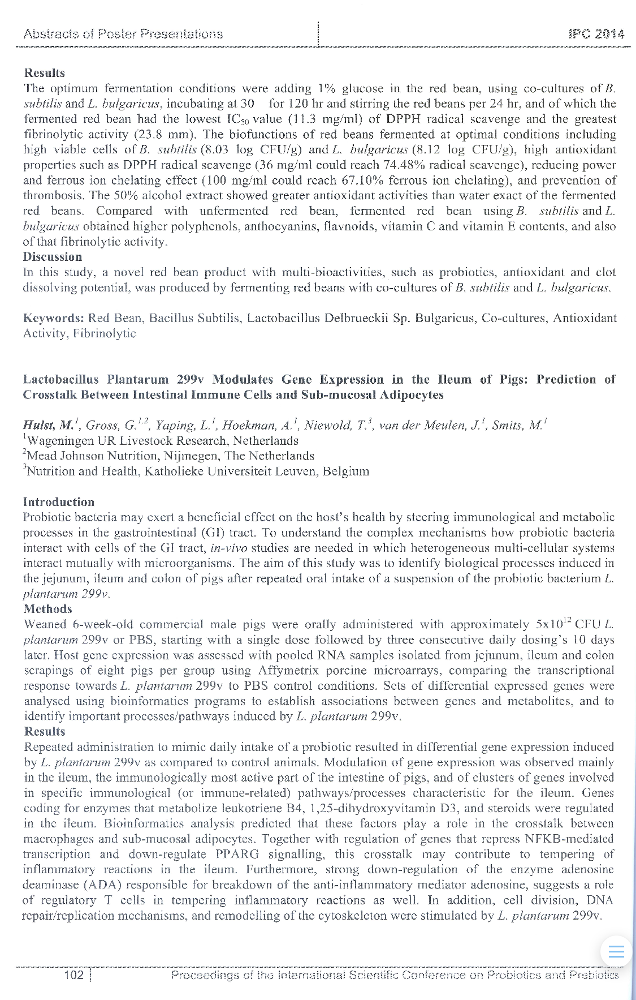 Abstracts of Poster Presentations
IPC 2014
Results
The optimum fermentation conditions were adding 1% glucose in the red bean, using co-cultures of B.
subtilis and L. bulgaricus, incubating at 30 for 120 hr and stirring the red beans per 24 hr, and of which the
fermented red bean had the lowest IC50 value (11.3 mg/ml) of DPPH radical scavenge and the greatest
fibrinolytic activity (23.8 mm). The biofunctions of red beans fermented at optimal conditions including
high viable cells of B. subtilis (8.03 log CFU/g) and L. bulgaricus (8.12 log CFU/g), high antioxidant
properties such as DPPH radical scavenge (36 mg/ml could reach 74.48% radical scavenge), reducing power
and ferrous ion chelating effect (100 mg/ml could reach 67.10% ferrous ion chelating), and prevention of
thrombosis. The 50% alcohol extract showed greater antioxidant activities than water exact of the fermented
red beans. Compared with unfermented red bean, fermented red bean using B. subtilis and L.
bulgaricus obtained higher polyphenols, anthocyanins, flavnoids, vitamin C and vitamin E contents, and also
of that fibrinolytic activity.
Discussion
In this study, a novel red bean product with multi-bioactivities, such as probiotics, antioxidant and clot
dissolving potential, was produced by fermenting red beans with co-cultures of B. subtilis and L. bulgaricus.
Keywords: Red Bean, Bacillus Subtilis, Lactobacillus Delbrueckii Sp. Bulgaricus, Co-cultures, Antioxidant
Activity, Fibrinolytic
Lactobacillus Plantarum 299v Modulates Gene Expression in the Ileum of Pigs: Prediction of
Crosstalk Between Intestinal Immune Cells and Sub-mucosal Adipocytes
Hulst, M.1, Gross, G.1,2, Yaping, L.1, Hoekman, A.1, Niewold, T.3, van der Meulen, J.1, Smits, M.1
1Wageningen UR Livestock Research, Netherlands
2Mead Johnson Nutrition, Nijmegen, The Netherlands
3Nutrition and Health, Katholieke Universiteit Leuven, Belgium
Introduction
Probiotic bacteria may exert a beneficial effect on the host's health by steering immunological and metabolic
processes in the gastrointestinal (GI) tract. To understand the complex mechanisms how probiotic bacteria
interact with cells of the GI tract, in-vivo studies are needed in which heterogeneous multi-cellular systems
interact mutually with microorganisms. The aim of this study was to identify biological processes induced in
the jejunum, ileum and colon of pigs after repeated oral intake of a suspension of the probiotic bacterium L.
plantarum 299v.
Methods
Weaned 6-week-old commercial male pigs were orally administered with approximately 5x10^12 CFU L.
plantarum 299v or PBS, starting with a single dose followed by three consecutive daily dosing's 10 days
later. Host gene expression was assessed with pooled RNA samples isolated from jejunum, ileum and colon
scrapings of eight pigs per group using Affymetrix porcine microarrays, comparing the transcriptional
response towards L. plantarum 299v to PBS control conditions. Sets of differential expressed genes were
analysed using bioinformatics programs to establish associations between genes and metabolites, and to
identify important processes/pathways induced by L. plantarum 299v.
Results
Repeated administration to mimic daily intake of a probiotic resulted in differential gene expression induced
by L. plantarum 299v as compared to control animals. Modulation of gene expression was observed mainly
in the ileum, the immunologically most active part of the intestine of pigs, and of clusters of genes involved
in specific immunological (or immune-related) pathways/processes characteristic for the ileum. Genes
coding for enzymes that metabolize leukotriene B4, 1,25-dihydroxyvitamin D3, and steroids were regulated
in the ileum. Bioinformatics analysis predicted that these factors play a role in the crosstalk between
macrophages and sub-mucosal adipocytes. Together with regulation of genes that repress NFKB-mediated
transcription and down-regulate PPARG signalling, this crosstalk may contribute to tempering of
inflammatory reactions in the ileum. Furthermore, strong down-regulation of the enzyme adenosine
deaminase (ADA) responsible for breakdown of the anti-inflammatory mediator adenosine, suggests a role
of regulatory T cells in tempering inflammatory reactions as well. In addition, cell division, DNA
repair/replication mechanisms, and remodelling of the cytoskeleton were stimulated by L. plantarum 299v.
102
Proceedings of the International Scientific Conference on Probiotics and Prebiotics